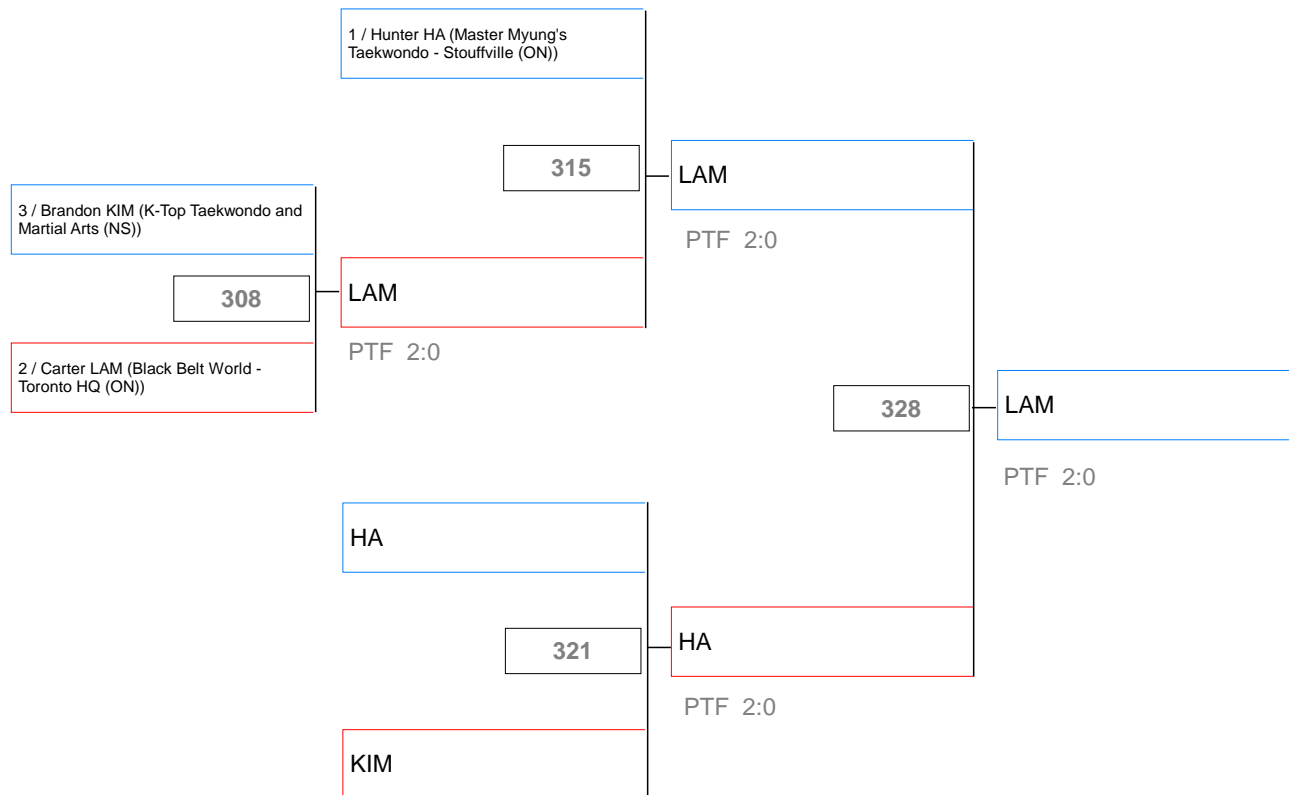 1 / Hunter HA (Master Myung's
Taekwondo - Stouffville (ON))
315
LAM
PTF 2:0
3 / Brandon KIM (K-Top Taekwondo and
Martial Arts (NS))
308
LAM
PTF 2:0
2 / Carter LAM (Black Belt World -
Toronto HQ (ON))
328
LAM
PTF 2:0
HA
321
HA
PTF 2:0
KIM